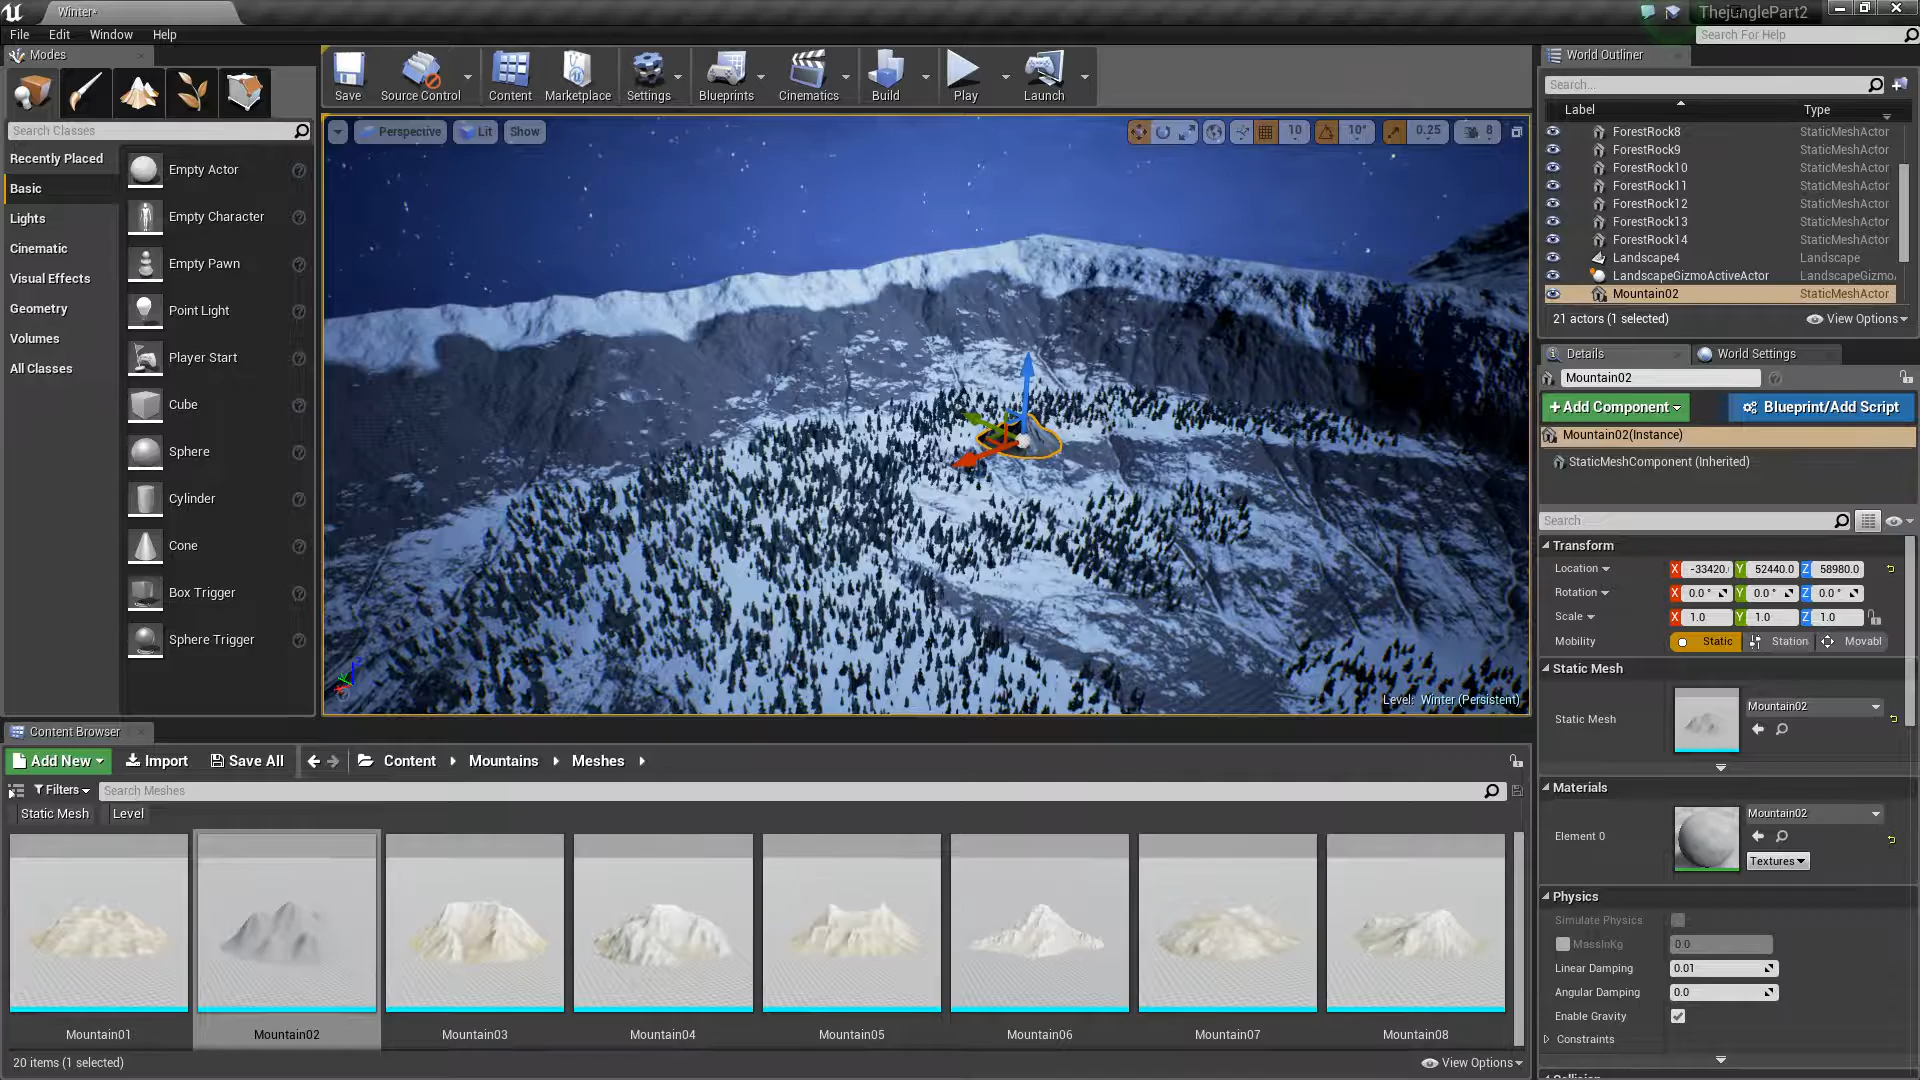 Winter•
ThejunglePart2
File Edit Window Help
Search For Help
Modes
Save Source Control Content Marketplace Settings Blueprints Cinematics Build Play Launch
Search Classes
Recently Placed
Basic
Lights
Cinematic
Visual Effects
Geometry
Volumes
All Classes
Empty Actor
Empty Character
Empty Pawn
Point Light
Player Start
Cube
Sphere
Cylinder
Cone
Box Trigger
Sphere Trigger
Perspective Lit Show
10 10° 0.25 8
Level: Winter (Persistent)
World Outliner
Search...
Label Type
ForestRock8 StaticMeshActor
ForestRock9 StaticMeshActor
ForestRock10 StaticMeshActor
ForestRock11 StaticMeshActor
ForestRock12 StaticMeshActor
ForestRock13 StaticMeshActor
ForestRock14 StaticMeshActor
Landscape4 Landscape
LandscapeGizmoActiveActor LandscapeGizmo
Mountain02 StaticMeshActor
21 actors (1 selected) View Options
Details World Settings
Mountain02
+Add Component Blueprint/Add Script
Mountain02(Instance)
StaticMeshComponent (Inherited)
Search
Transform
Location X -33420. Y 52440.0 Z 58980.0
Rotation X 0.0 ° Y 0.0 ° Z 0.0 °
Scale X 1.0 Y 1.0 Z 1.0
Mobility Static Station Movabl
Static Mesh
Static Mesh Mountain02
Materials
Element 0 Mountain02
Textures
Physics
Simulate Physics
MassInKg 0.0
Linear Damping 0.01
Angular Damping 0.0
Enable Gravity
Constraints
Content Browser
Add New Import Save All Content Mountains Meshes
Filters Search Meshes
Static Mesh Level
Mountain01 Mountain02 Mountain03 Mountain04 Mountain05 Mountain06 Mountain07 Mountain08
20 items (1 selected) View Options